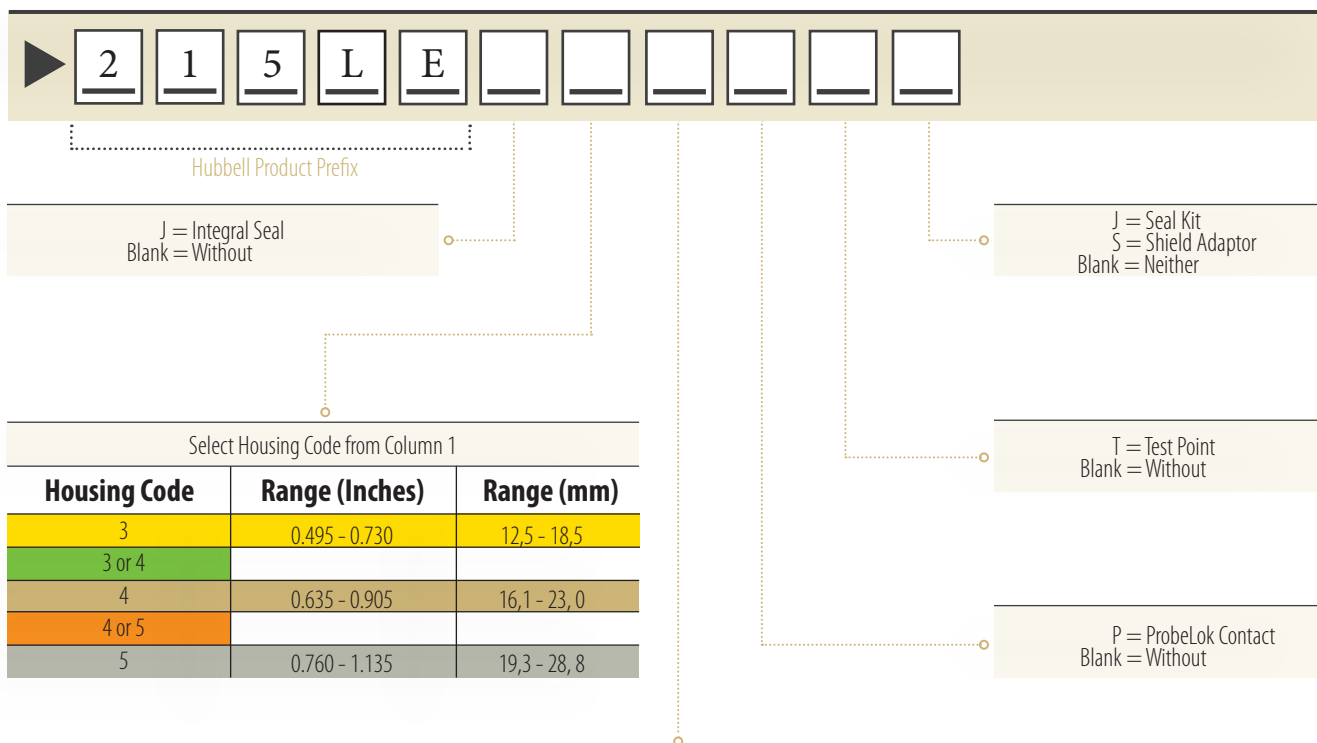 2 1 5 L E
Hubbell Product Prefix
J = Integral Seal
Blank = Without
J = Seal Kit
S = Shield Adaptor
Blank = Neither
Select Housing Code from Column 1
Housing Code Range (Inches) Range (mm)
3 0.495 - 0.730 12,5 - 18,5
3 or 4
4 0.635 - 0.905 16,1 - 23, 0
4 or 5
5 0.760 - 1.135 19,3 - 28, 8
T = Test Point
Blank = Without
P = ProbeLok Contact
Blank = Without